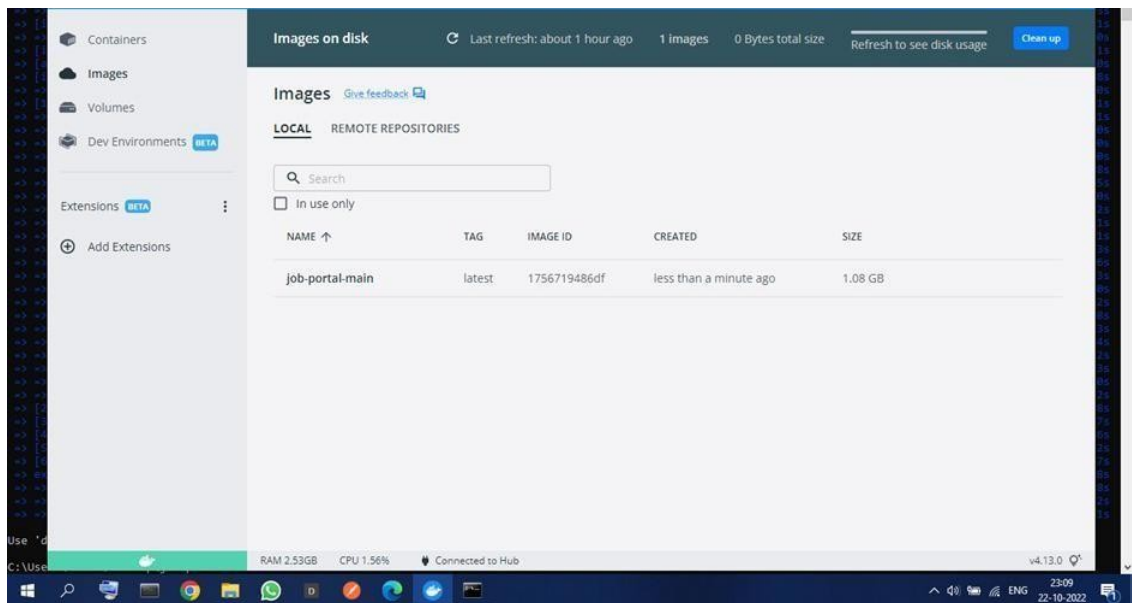 Containers
Images
Volumes
Dev Environments BETA
Extensions BETA
Add Extensions
Images on disk
Last refresh: about 1 hour ago
1 images
0 Bytes total size
Refresh to see disk usage
Clean up
Images Give feedback
LOCAL REMOTE REPOSITORIES
Search
In use only
NAME TAG IMAGE ID CREATED SIZE
job-portal-main latest 1756719486df less than a minute ago 1.08 GB
Use 'd
C:\Use
RAM 2.53GB CPU 1.56% Connected to Hub v4.13.0
ENG 23:09
22-10-2022